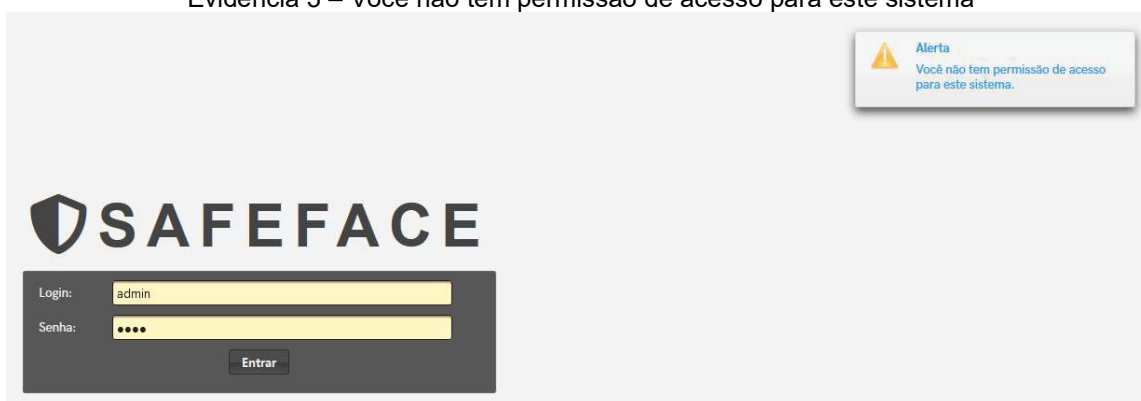 Evidência 3 – Você não tem permissão de acesso para este sistema
Alerta
Você não tem permissão de acesso
para este sistema.
SAFEFACE
Login: admin
Senha: ••••
Entrar